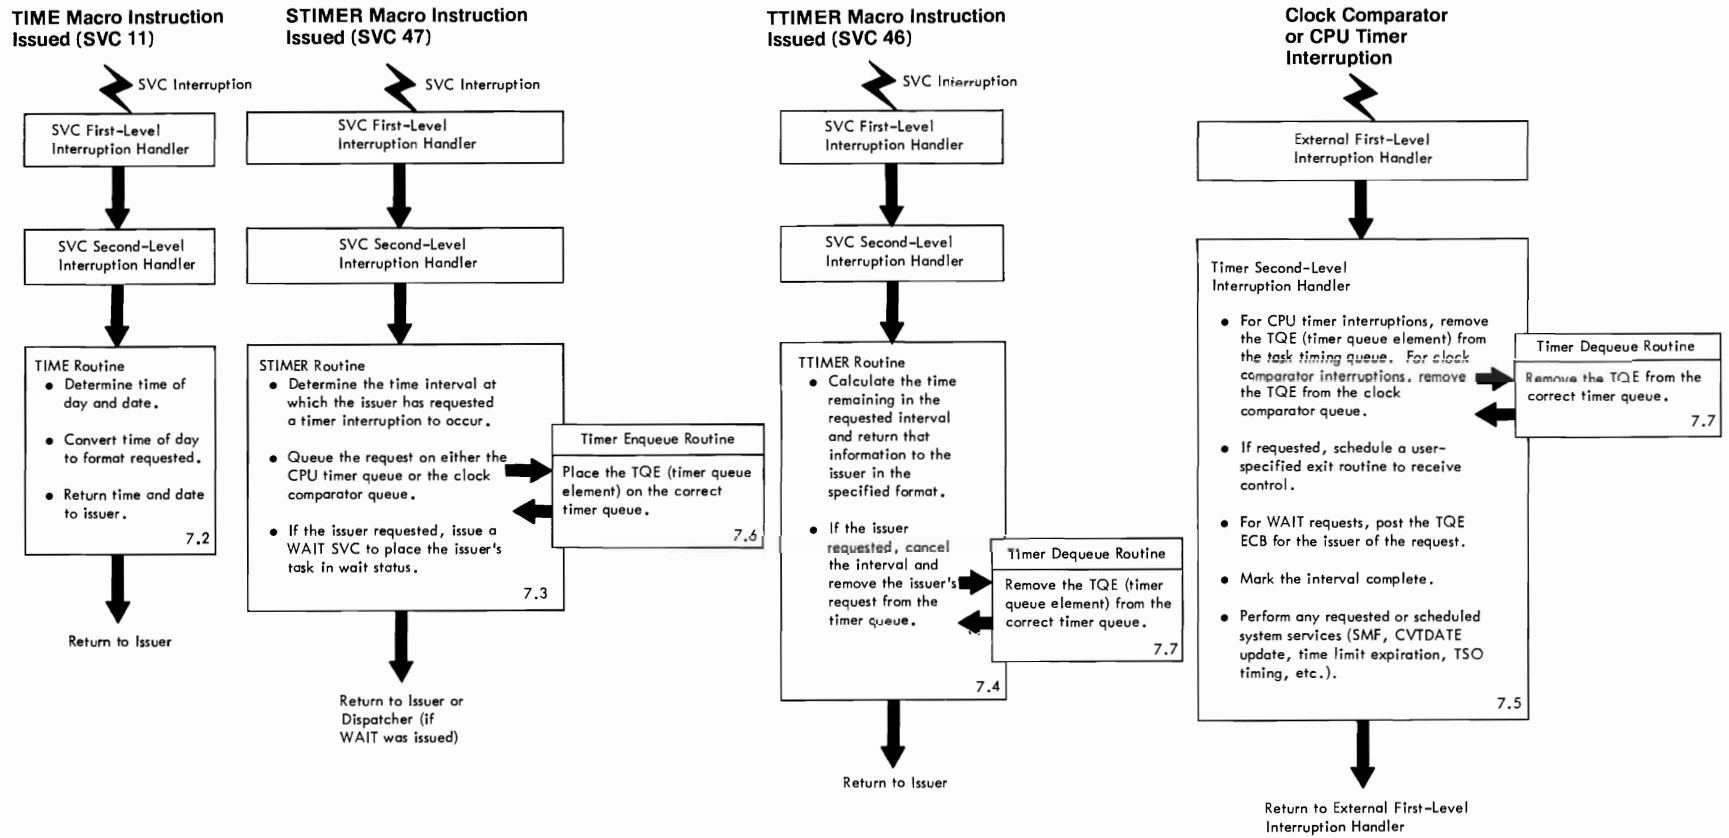 TIME Macro Instruction
Issued (SVC 11)
SVC Interruption
SVC First-Level
Interruption Handler
SVC Second-Level
Interruption Handler
TIME Routine
● Determine time of
day and date.
● Convert time of day
to format requested.
● Return time and date
to issuer.
7.2
Return to Issuer
STIMER Macro Instruction
Issued (SVC 47)
SVC Interruption
SVC First-Level
Interruption Handler
SVC Second-Level
Interruption Handler
STIMER Routine
● Determine the time interval at
which the issuer has requested
a timer interruption to occur.
● Queue the request on either the
CPU timer queue or the clock
comparator queue.
● If the issuer requested, issue a
WAIT SVC to place the issuer's
task in wait status.
7.3
Timer Enqueue Routine
Place the TQE (timer queue
element) on the correct
timer queue.
7.6
Return to Issuer or
Dispatcher (if
WAIT was issued)
TTIMER Macro Instruction
Issued (SVC 46)
SVC Interruption
SVC First-Level
Interruption Handler
SVC Second-Level
Interruption Handler
TTIMER Routine
● Calculate the time
remaining in the
requested interval
and return that
information to the
issuer in the
specified format.
● If the issuer
requested, cancel
the interval and
remove the issuer's
request from the
timer queue.
7.4
Timer Dequeue Routine
Remove the TQE (timer
queue element) from the
correct timer queue.
7.7
Return to Issuer
Clock Comparator
or CPU Timer
Interruption
External First-Level
Interruption Handler
Timer Second-Level
Interruption Handler
● For CPU timer interruptions, remove
the TQE (timer queue element) from
the task timing queue. For clock
comparator interruptions, remove
the TQE from the clock
comparator queue.
● If requested, schedule a user-
specified exit routine to receive
control.
● For WAIT requests, post the TQE
ECB for the issuer of the request.
● Mark the interval complete.
● Perform any requested or scheduled
system services (SMF, CVTDATE
update, time limit expiration, TSO
timing, etc.).
7.5
Timer Dequeue Routine
Remove the TQE from the
correct timer queue.
7.7
Return to External First-Level
Interruption Handler